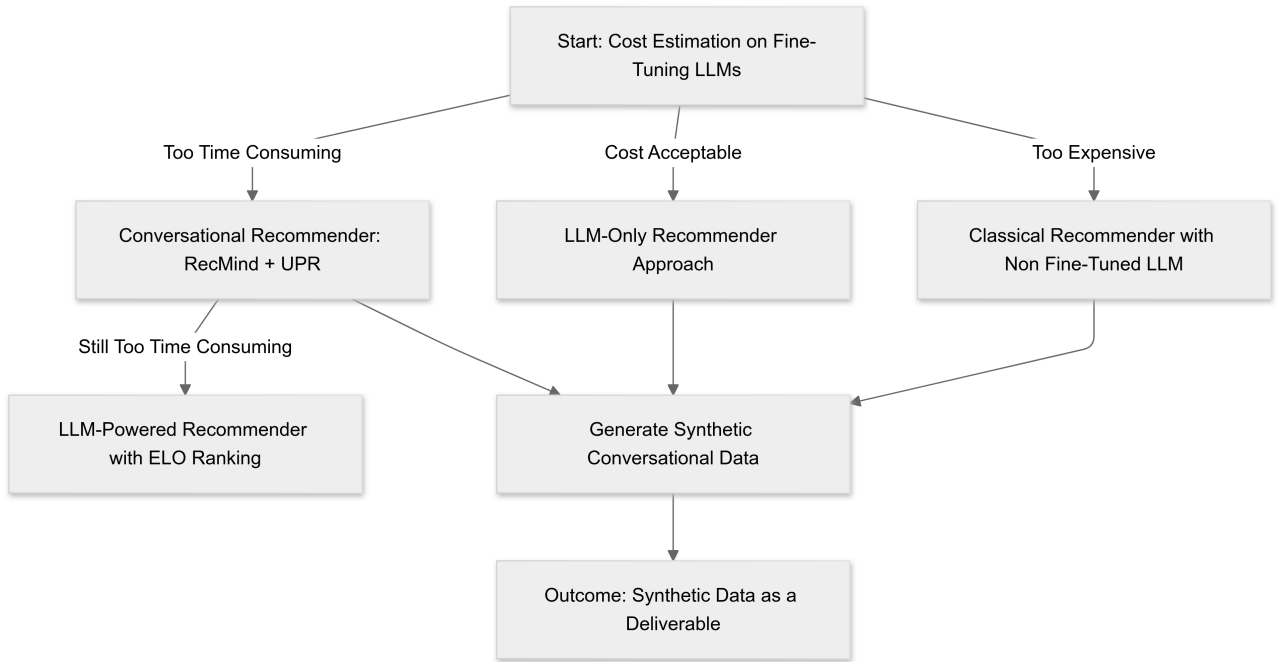 Start: Cost Estimation on Fine-
Tuning LLMs
Too Time Consuming
Cost Acceptable
Too Expensive
Conversational Recommender:
RecMind + UPR
LLM-Only Recommender
Approach
Classical Recommender with
Non Fine-Tuned LLM
Still Too Time Consuming
LLM-Powered Recommender
with ELO Ranking
Generate Synthetic
Conversational Data
Outcome: Synthetic Data as a
Deliverable